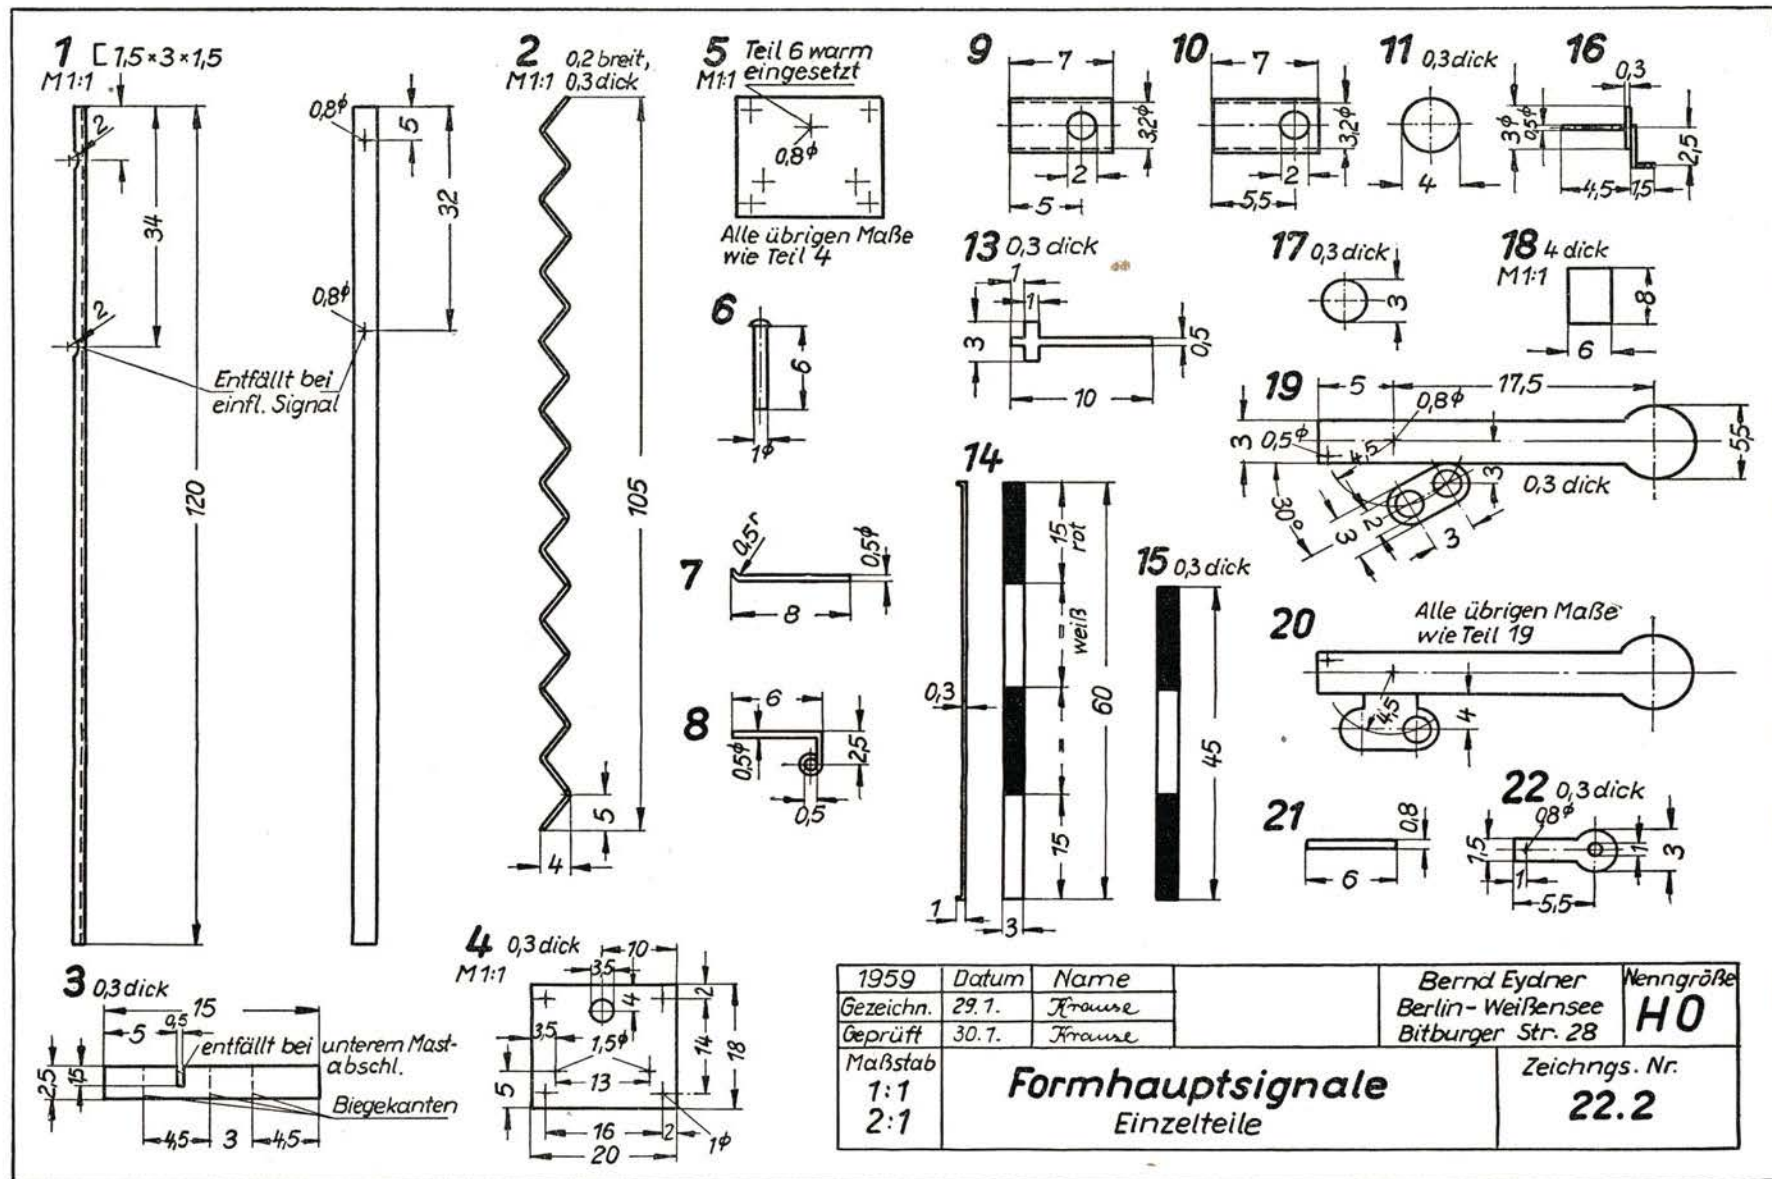 1 [ 1,5×3×1,5
M 1:1
2
2
34
120
0,8⌀
5
0,8⌀
32
Entfällt bei
einfl. Signal
2 0,2 breit,
M 1:1 0,3 dick
105
5
4
3 0,3 dick
15
5
0,5
entfällt bei unterem Mast-
abschl.
2,5
1,5
Biegekanten
4,5 3 4,5
4 0,3 dick
M 1:1
10
3,5
4
2
3,5
1,5⌀
13
5
14
18
16
2
1⌀
20
5 Teil 6 warm
M 1:1 eingesetzt
0,8⌀
Alle übrigen Maße
wie Teil 4
6
6
1⌀
7
0,5r
0,5⌀
8
8
6
0,5⌀
2,5
0,5
9
7
3,2⌀
2
5
10
7
3,2⌀
2
5,5
11 0,3 dick
4
13 0,3 dick
1
1
3
0,5
10
14
15
rot
weiß
0,3
60
15
1
3
15 0,3 dick
45
16
0,3
3⌀
0,5⌀
2,5
4,5
1,5
17 0,3 dick
3
18 4 dick
M 1:1
8
6
19
5
17,5
0,8⌀
3
0,5⌀
4,5
5,5
3
0,3 dick
30°
3
2
3
20
Alle übrigen Maße
wie Teil 19
4,5
4
21
0,8
6
22 0,3 dick
0,8⌀
1,5
1
1
3
5,5
1959 Datum Name
Gezeichn. 29.1. Krause
Geprüft 30.1. Krause
Bernd Eydner
Berlin-Weißensee
Bitburger Str. 28
Nenngröße
H0
Maßstab
1:1
2:1
Formhauptsignale
Einzelteile
Zeichngs. Nr.
22.2